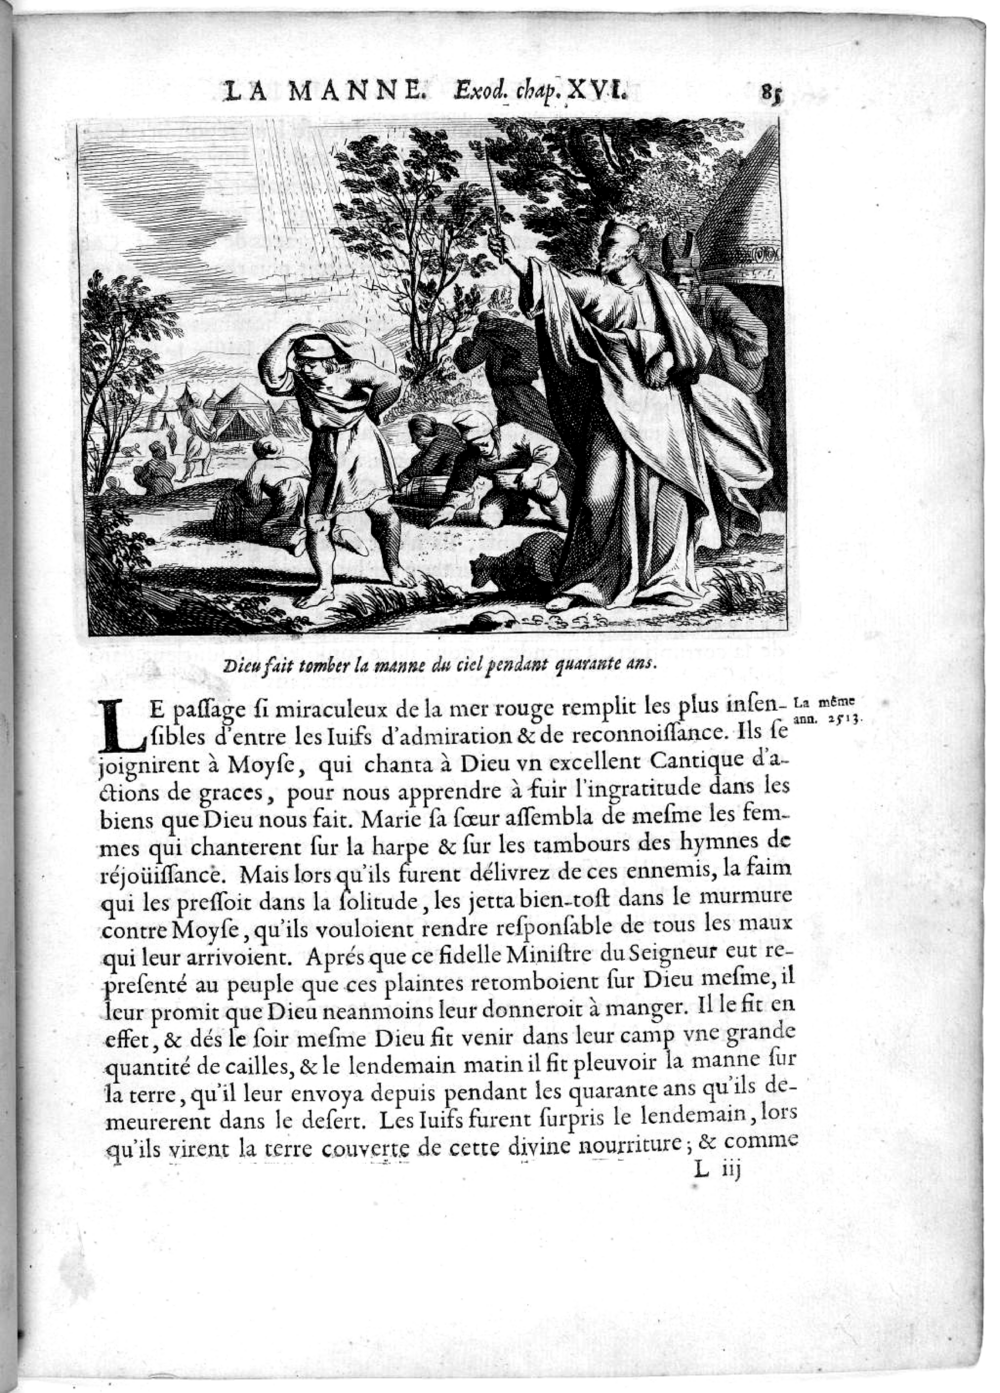 LA MANNE. Exod. chap. XVI. 85
Dieu fait tomber la manne du ciel pendant quarante ans.
LE paſſage ſi miraculeux de la mer rouge remplit les plus inſen-
ſibles d'entre les Iuifs d'admiration & de reconnoiſſance. Ils ſe
joignirent à Moyſe, qui chanta à Dieu vn excellent Cantique d'a-
ctions de graces, pour nous apprendre à fuir l'ingratitude dans les
biens que Dieu nous fait. Marie ſa ſœur aſſembla de meſme les fem-
mes qui chanterent ſur la harpe & ſur les tambours des hymnes de
réjoüiſſance. Mais lors qu'ils furent délivrez de ces ennemis, la faim
qui les preſſoit dans la ſolitude, les jetta bien-toſt dans le murmure
contre Moyſe, qu'ils vouloient rendre reſponſable de tous les maux
qui leur arrivoient. Aprés que ce fidelle Miniſtre du Seigneur eut re-
preſenté au peuple que ces plaintes retomboient ſur Dieu meſme, il
leur promit que Dieu neanmoins leur donneroit à manger. Il le fit en
effet, & dés le ſoir meſme Dieu fit venir dans leur camp vne grande
quantité de cailles, & le lendemain matin il fit pleuvoir la manne ſur
la terre, qu'il leur envoya depuis pendant les quarante ans qu'ils de-
meurerent dans le deſert. Les Iuifs furent ſurpris le lendemain, lors
qu'ils virent la terre couverte de cette divine nourriture; & comme
L iij
La même
ann. 2513.